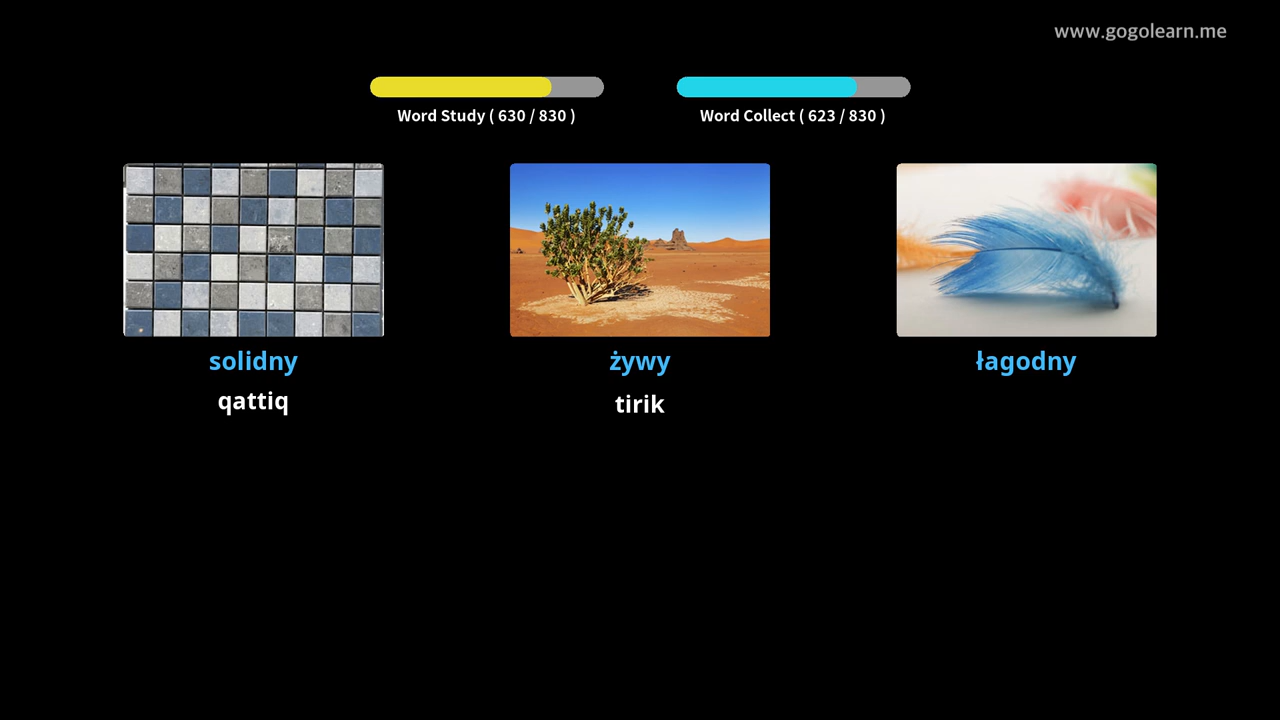 www.gogolearn.me
Word Study ( 630 / 830 )
Word Collect ( 623 / 830 )
solidny
żywy
łagodny
qattiq
tirik